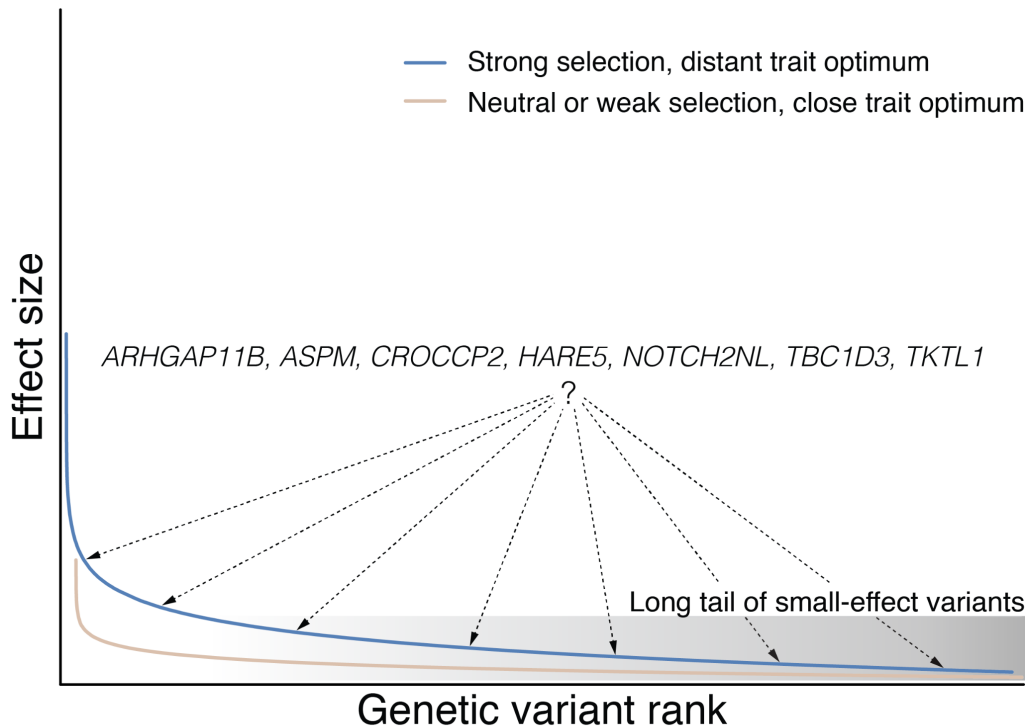 Strong selection, distant trait optimum
Neutral or weak selection, close trait optimum
Effect size
ARHGAP11B, ASPM, CROCCP2, HARE5, NOTCH2NL, TBC1D3, TKTL1
?
Long tail of small-effect variants
Genetic variant rank